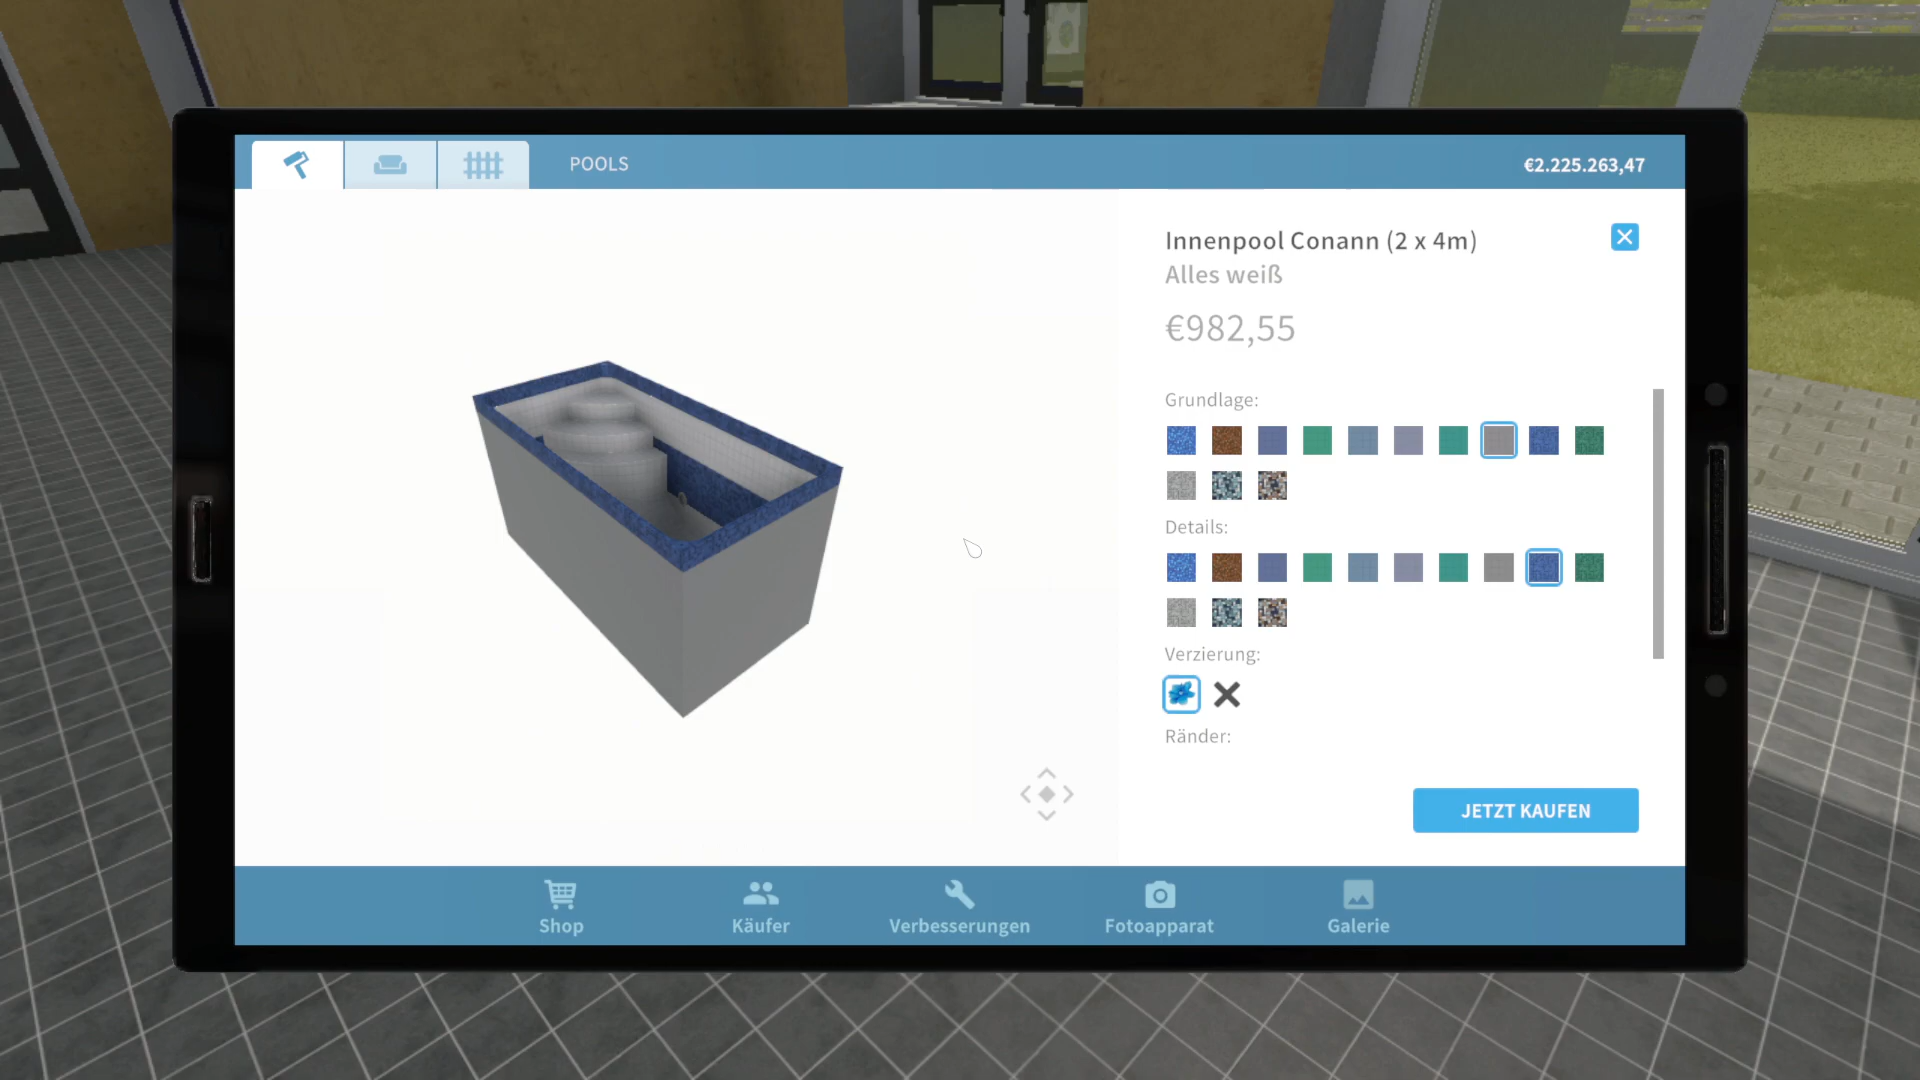 POOLS
€2.225.263,47
Innenpool Conann (2 x 4m)
Alles weiß
€982,55
Grundlage:
Details:
Verzierung:
Ränder:
JETZT KAUFEN
Shop
Käufer
Verbesserungen
Fotoapparat
Galerie